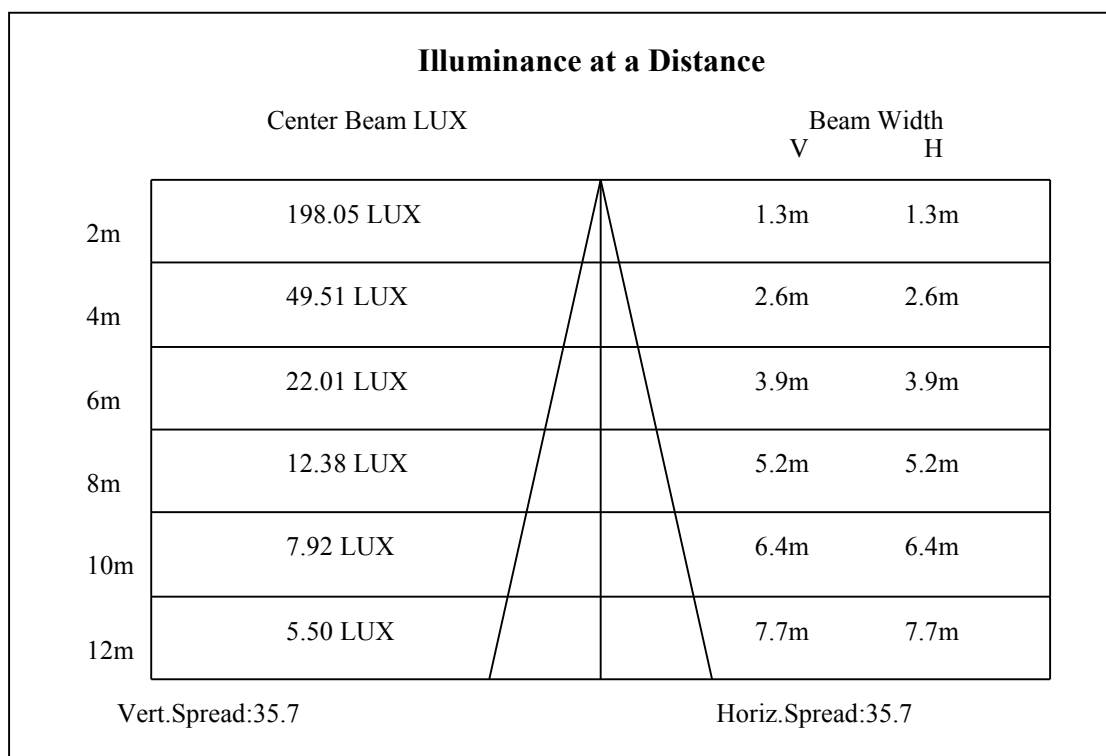 Illuminance at a Distance
Center Beam LUX Beam Width
V H
2m 198.05 LUX 1.3m 1.3m
4m 49.51 LUX 2.6m 2.6m
6m 22.01 LUX 3.9m 3.9m
8m 12.38 LUX 5.2m 5.2m
10m 7.92 LUX 6.4m 6.4m
12m 5.50 LUX 7.7m 7.7m
Vert.Spread:35.7 Horiz.Spread:35.7